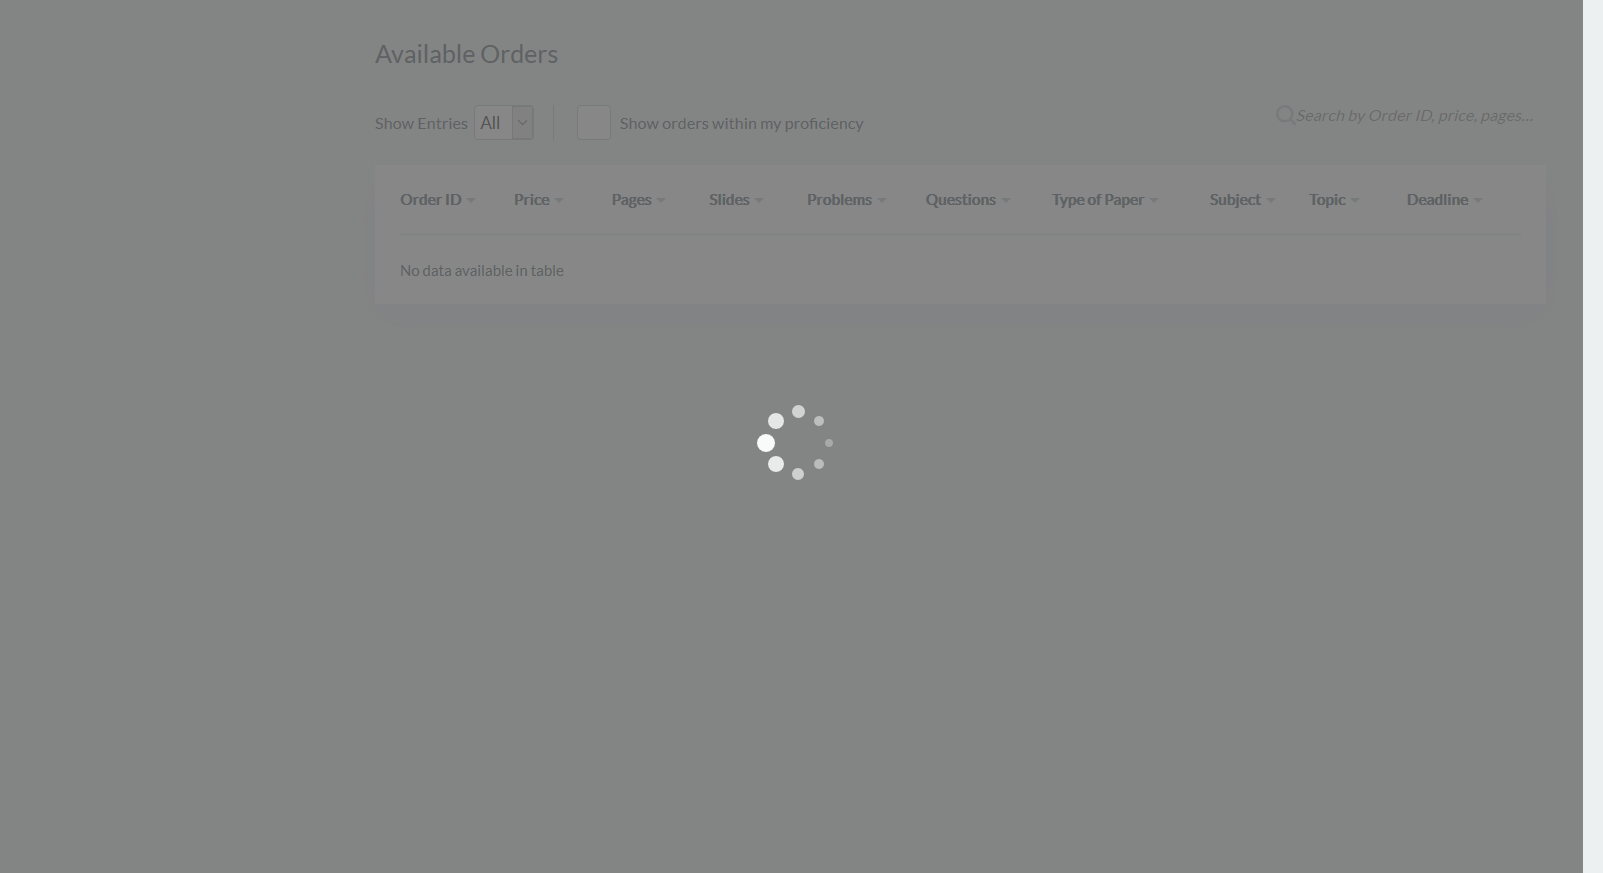 Available Orders
Show Entries All Show orders within my proficiency Search by Order ID, price, pages...
Order ID Price Pages Slides Problems Questions Type of Paper Subject Topic Deadline
No data available in table